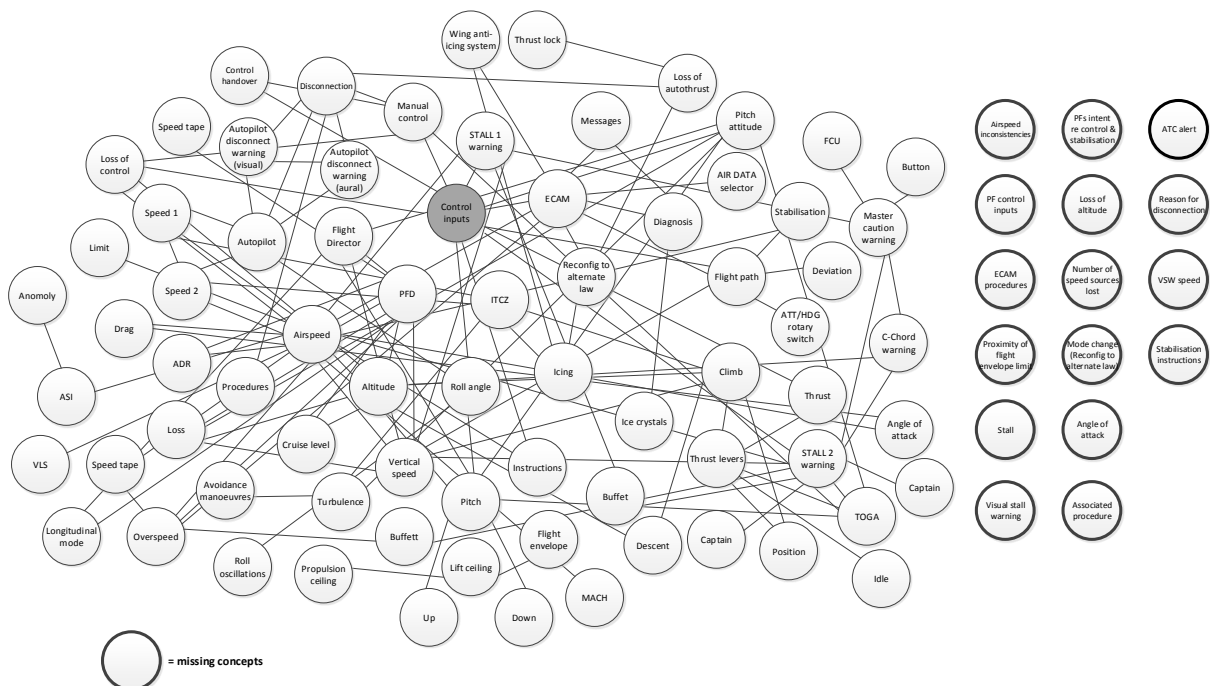 Wing anti-
icing system
Thrust lock
Control
handover
Disconnection
Loss of
autothrust
Manual
control
Messages
Pitch
attitude
Speed tape
Autopilot
disconnect
warning
(visual)
STALL 1
warning
FCU
Autopilot
disconnect
warning
(aural)
Loss of
control
Button
AIR DATA
selector
Control
inputs
ECAM
Speed 1
Flight
Director
Diagnosis
Stabilisation
Master
caution
warning
Autopilot
Limit
Reconfig to
alternate
law
Flight path
Deviation
Speed 2
PFD
ITCZ
Anomoly
Drag
Airspeed
ATT/HDG
rotary
switch
C-Chord
warning
ADR
Procedures
Altitude
Roll angle
Icing
Climb
Thrust
ASI
Loss
Cruise level
Ice crystals
Angle of
attack
VLS
Speed tape
Vertical
speed
Instructions
Thrust levers
STALL 2
warning
Avoidance
manoeuvres
Turbulence
Pitch
Buffet
Captain
TOGA
Longitudinal
mode
Overspeed
Buffett
Flight
envelope
Descent
Captain
Position
Roll
oscillations
Propulsion
ceiling
Lift ceiling
Idle
MACH
Up
Down
Airspeed
inconsistencies
PFs intent
re control &
stabilisation
ATC alert
PF control
inputs
Loss of
altitude
Reason for
disconnection
ECAM
procedures
Number of
speed sources
lost
VSW speed
Proximity of
flight
envelope limit
Mode change
(Reconfig to
alternate law)
Stabilisation
instructions
Stall
Angle of
attack
Visual stall
warning
Associated
procedure
= missing concepts